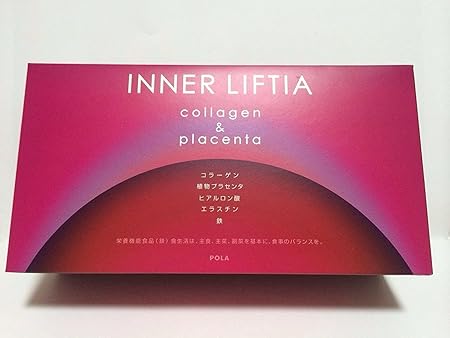 INNER LIFTIA
collagen
&
placenta
コラーゲン
植物プラセンタ
ヒアルロン酸
エラスチン
鉄
栄養機能食品(鉄) 食生活は、主食、主菜、副菜を基本に、食事のバランスを。
POLA